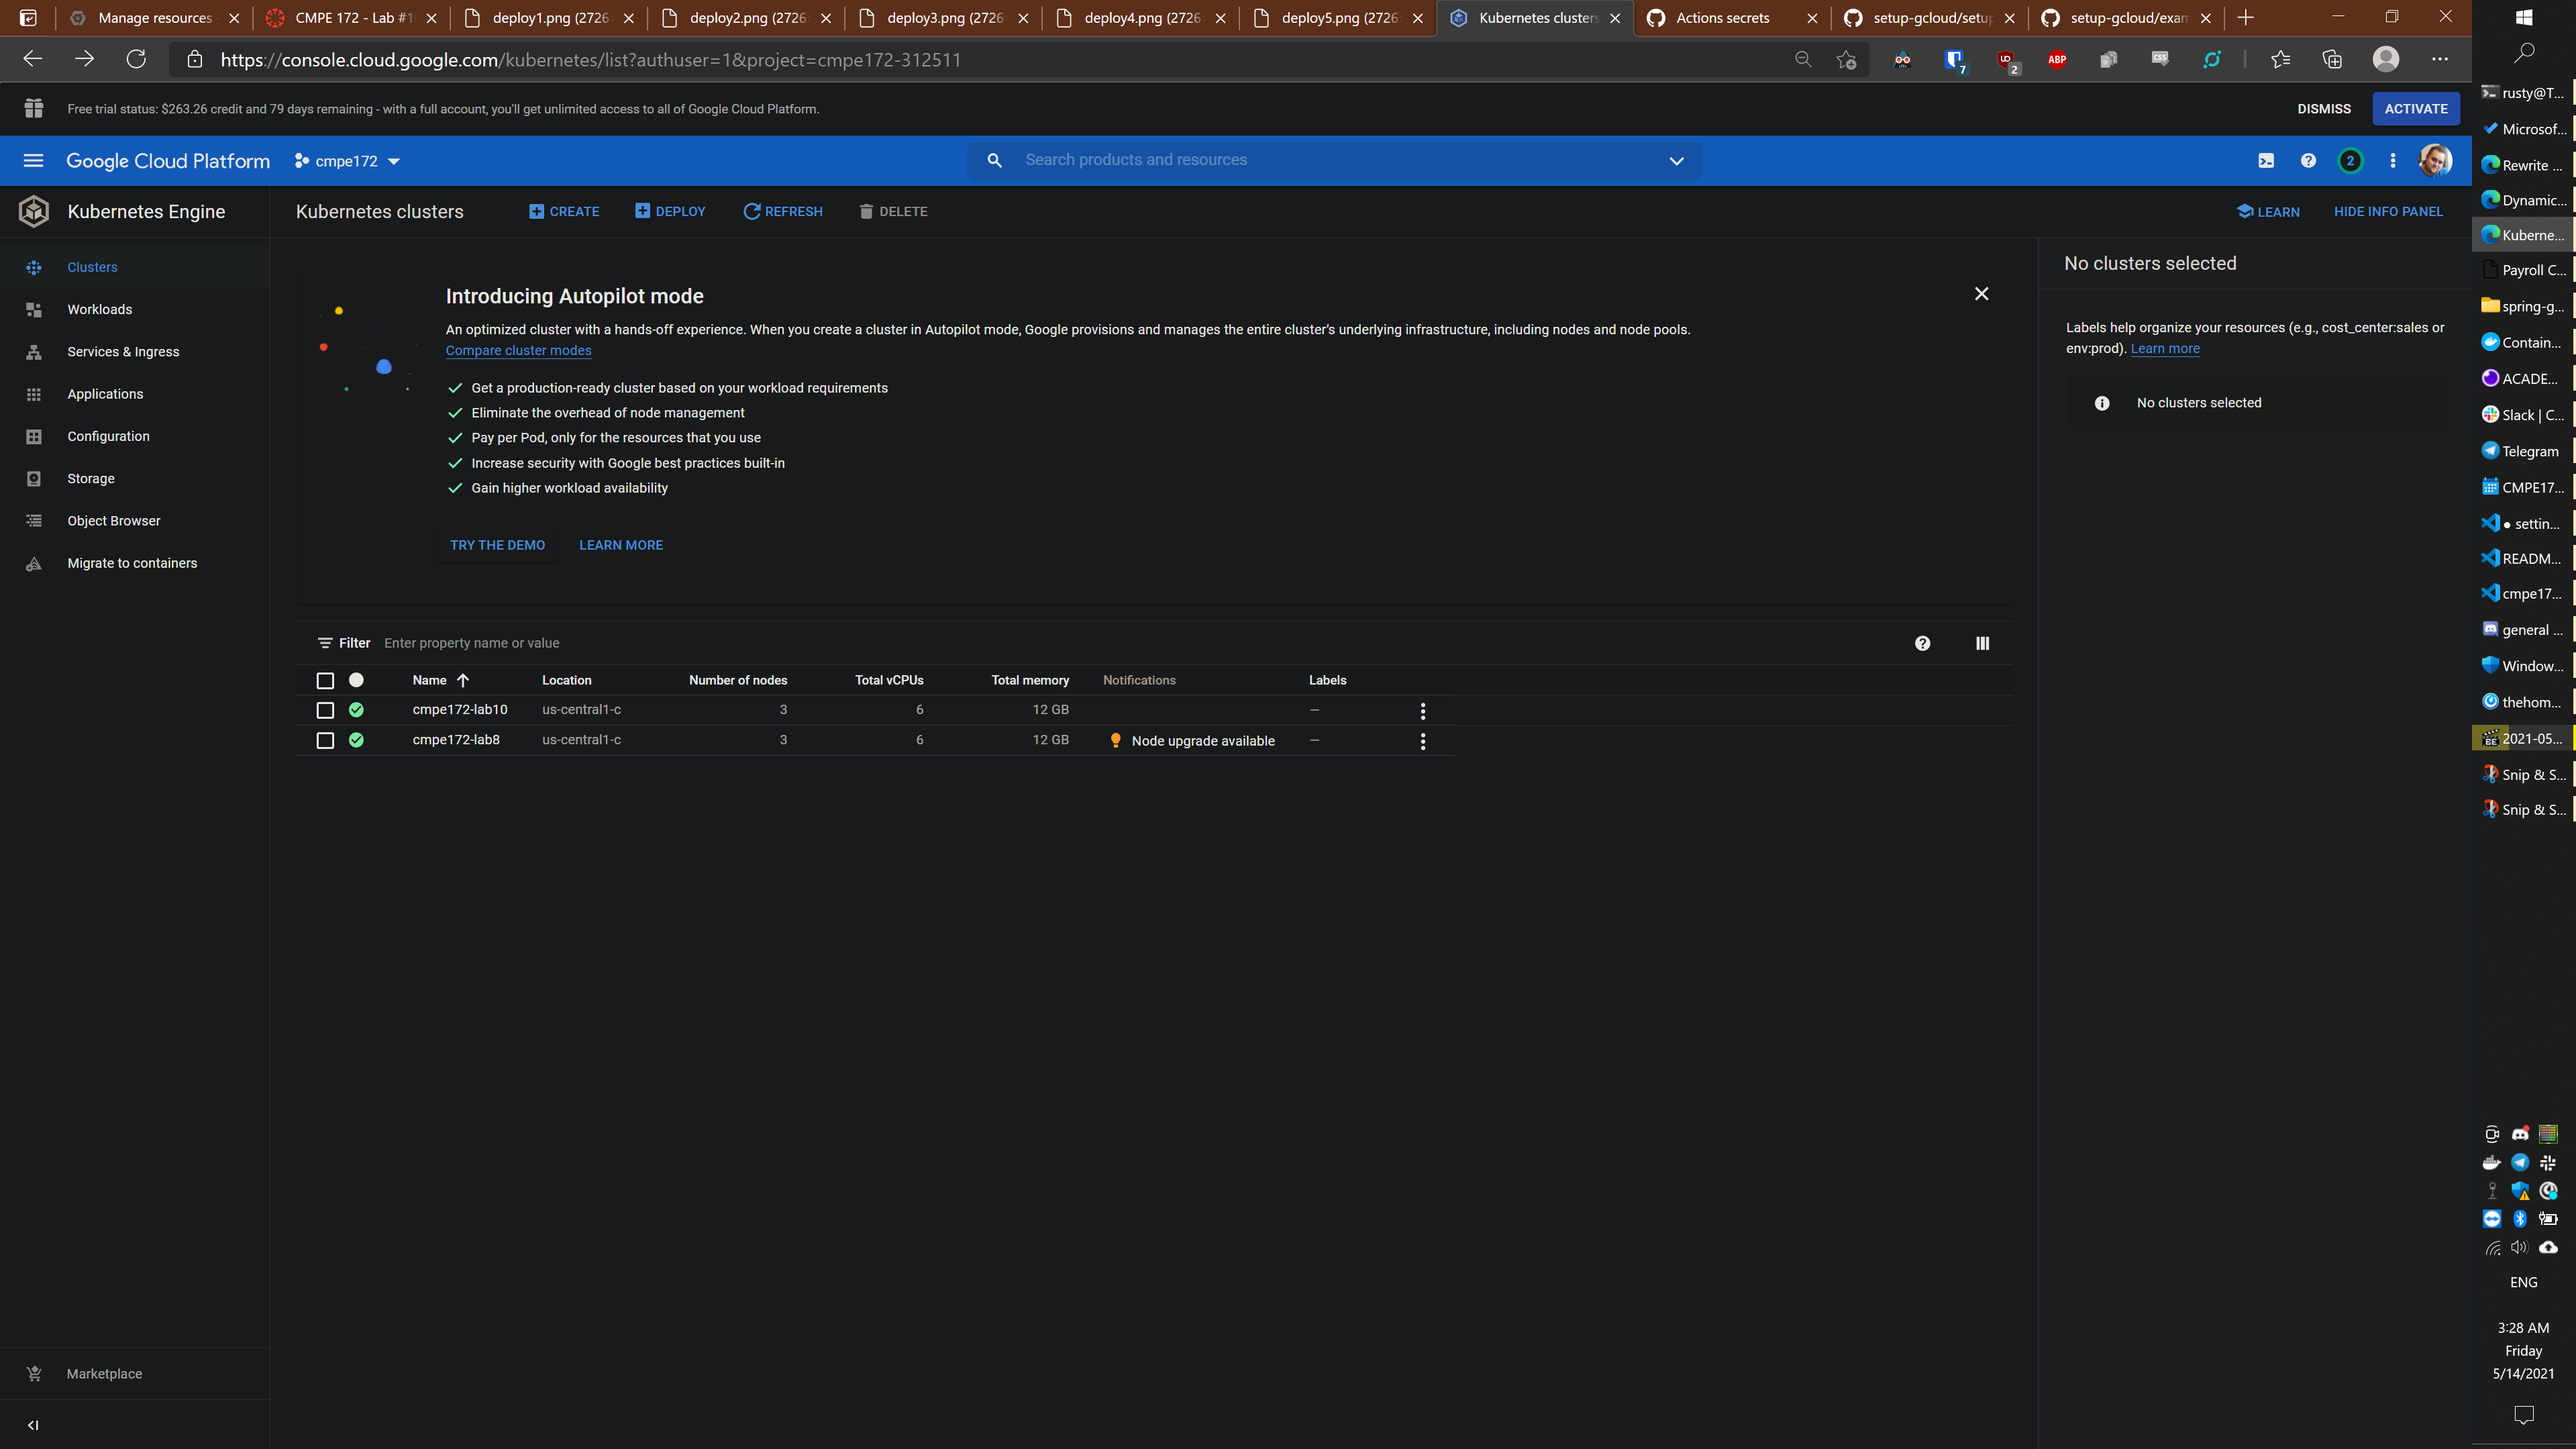 Manage resources
CMPE 172 - Lab #1
deploy1.png (2726
deploy2.png (2726
deploy3.png (2726
deploy4.png (2726
deploy5.png (2726
Kubernetes clusters
Actions secrets
setup-gcloud/setup
setup-gcloud/exam
https://console.cloud.google.com/kubernetes/list?authuser=1&project=cmpe172-312511
7
2
ABP
CSS
Free trial status: $263.26 credit and 79 days remaining - with a full account, you'll get unlimited access to all of Google Cloud Platform.
DISMISS
ACTIVATE
Google Cloud Platform
cmpe172
Search products and resources
2
Kubernetes Engine
Kubernetes clusters
CREATE
DEPLOY
REFRESH
DELETE
LEARN
HIDE INFO PANEL
Clusters
Workloads
Services & Ingress
Applications
Configuration
Storage
Object Browser
Migrate to containers
Marketplace
Introducing Autopilot mode
An optimized cluster with a hands-off experience. When you create a cluster in Autopilot mode, Google provisions and manages the entire cluster's underlying infrastructure, including nodes and node pools.
Compare cluster modes
Get a production-ready cluster based on your workload requirements
Eliminate the overhead of node management
Pay per Pod, only for the resources that you use
Increase security with Google best practices built-in
Gain higher workload availability
TRY THE DEMO
LEARN MORE
Filter Enter property name or value
Name Location Number of nodes Total vCPUs Total memory Notifications Labels
cmpe172-lab10 us-central1-c 3 6 12 GB –
cmpe172-lab8 us-central1-c 3 6 12 GB Node upgrade available –
No clusters selected
Labels help organize your resources (e.g., cost_center:sales or
env:prod). Learn more
No clusters selected
rusty@T...
Microsof...
Rewrite ...
Dynamic...
Kuberne...
Payroll C...
spring-g...
Contain...
ACADE...
Slack | C...
Telegram
CMPE17...
● settin...
READM...
cmpe17...
general ...
Window...
thehom...
2021-05...
Snip & S...
Snip & S...
ENG
3:28 AM
Friday
5/14/2021